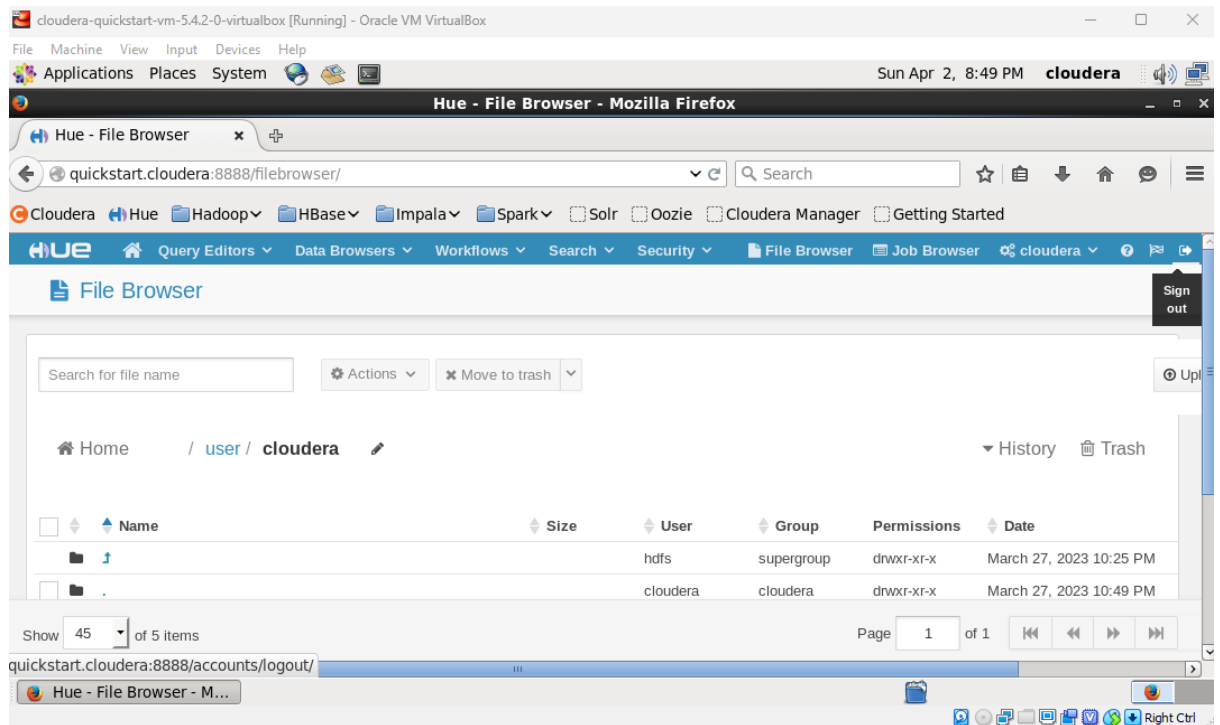 cloudera-quickstart-vm-5.4.2-0-virtualbox [Running] - Oracle VM VirtualBox
File Machine View Input Devices Help
Applications Places System Sun Apr 2, 8:49 PM cloudera
Hue - File Browser - Mozilla Firefox
Hue - File Browser
quickstart.cloudera:8888/filebrowser/ Search
Cloudera Hue Hadoop HBase Impala Spark Solr Oozie Cloudera Manager Getting Started
HUE Query Editors Data Browsers Workflows Search Security File Browser Job Browser cloudera
File Browser
Sign
out
Search for file name Actions Move to trash Upl
Home / user / cloudera History Trash
Name Size User Group Permissions Date
hdfs supergroup drwxr-xr-x March 27, 2023 10:25 PM
. cloudera cloudera drwxr-xr-x March 27, 2023 10:49 PM
Show 45 of 5 items Page 1 of 1
quickstart.cloudera:8888/accounts/logout/
Hue - File Browser - M...
Right Ctrl